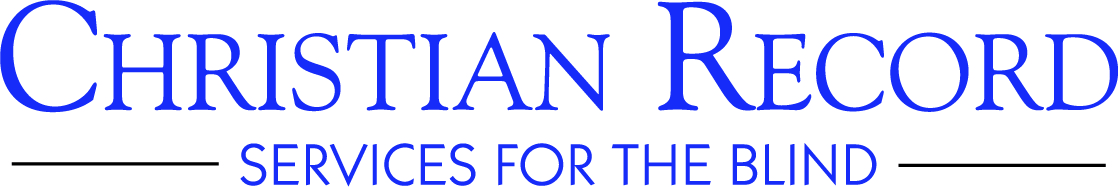 CHRISTIAN RECORD
SERVICES FOR THE BLIND